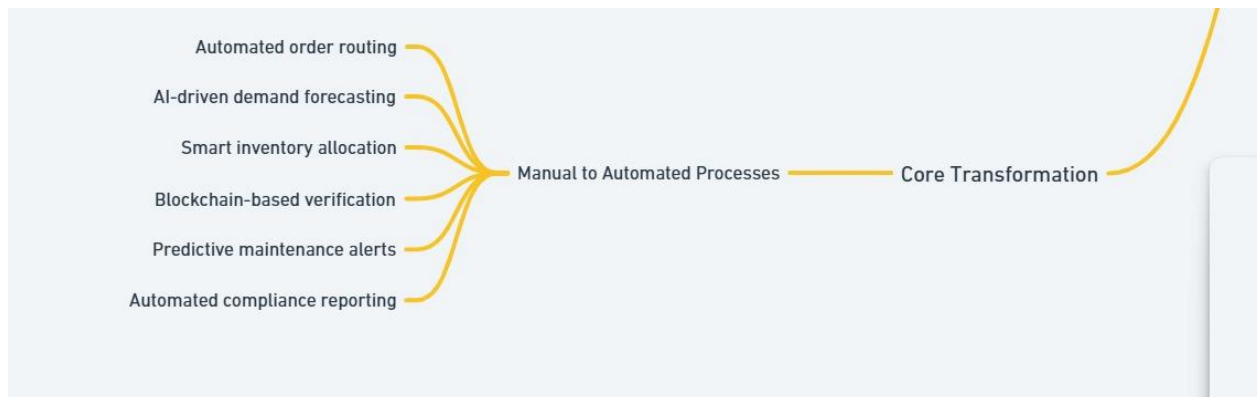 Automated order routing
AI-driven demand forecasting
Smart inventory allocation
Manual to Automated Processes
Core Transformation
Blockchain-based verification
Predictive maintenance alerts
Automated compliance reporting